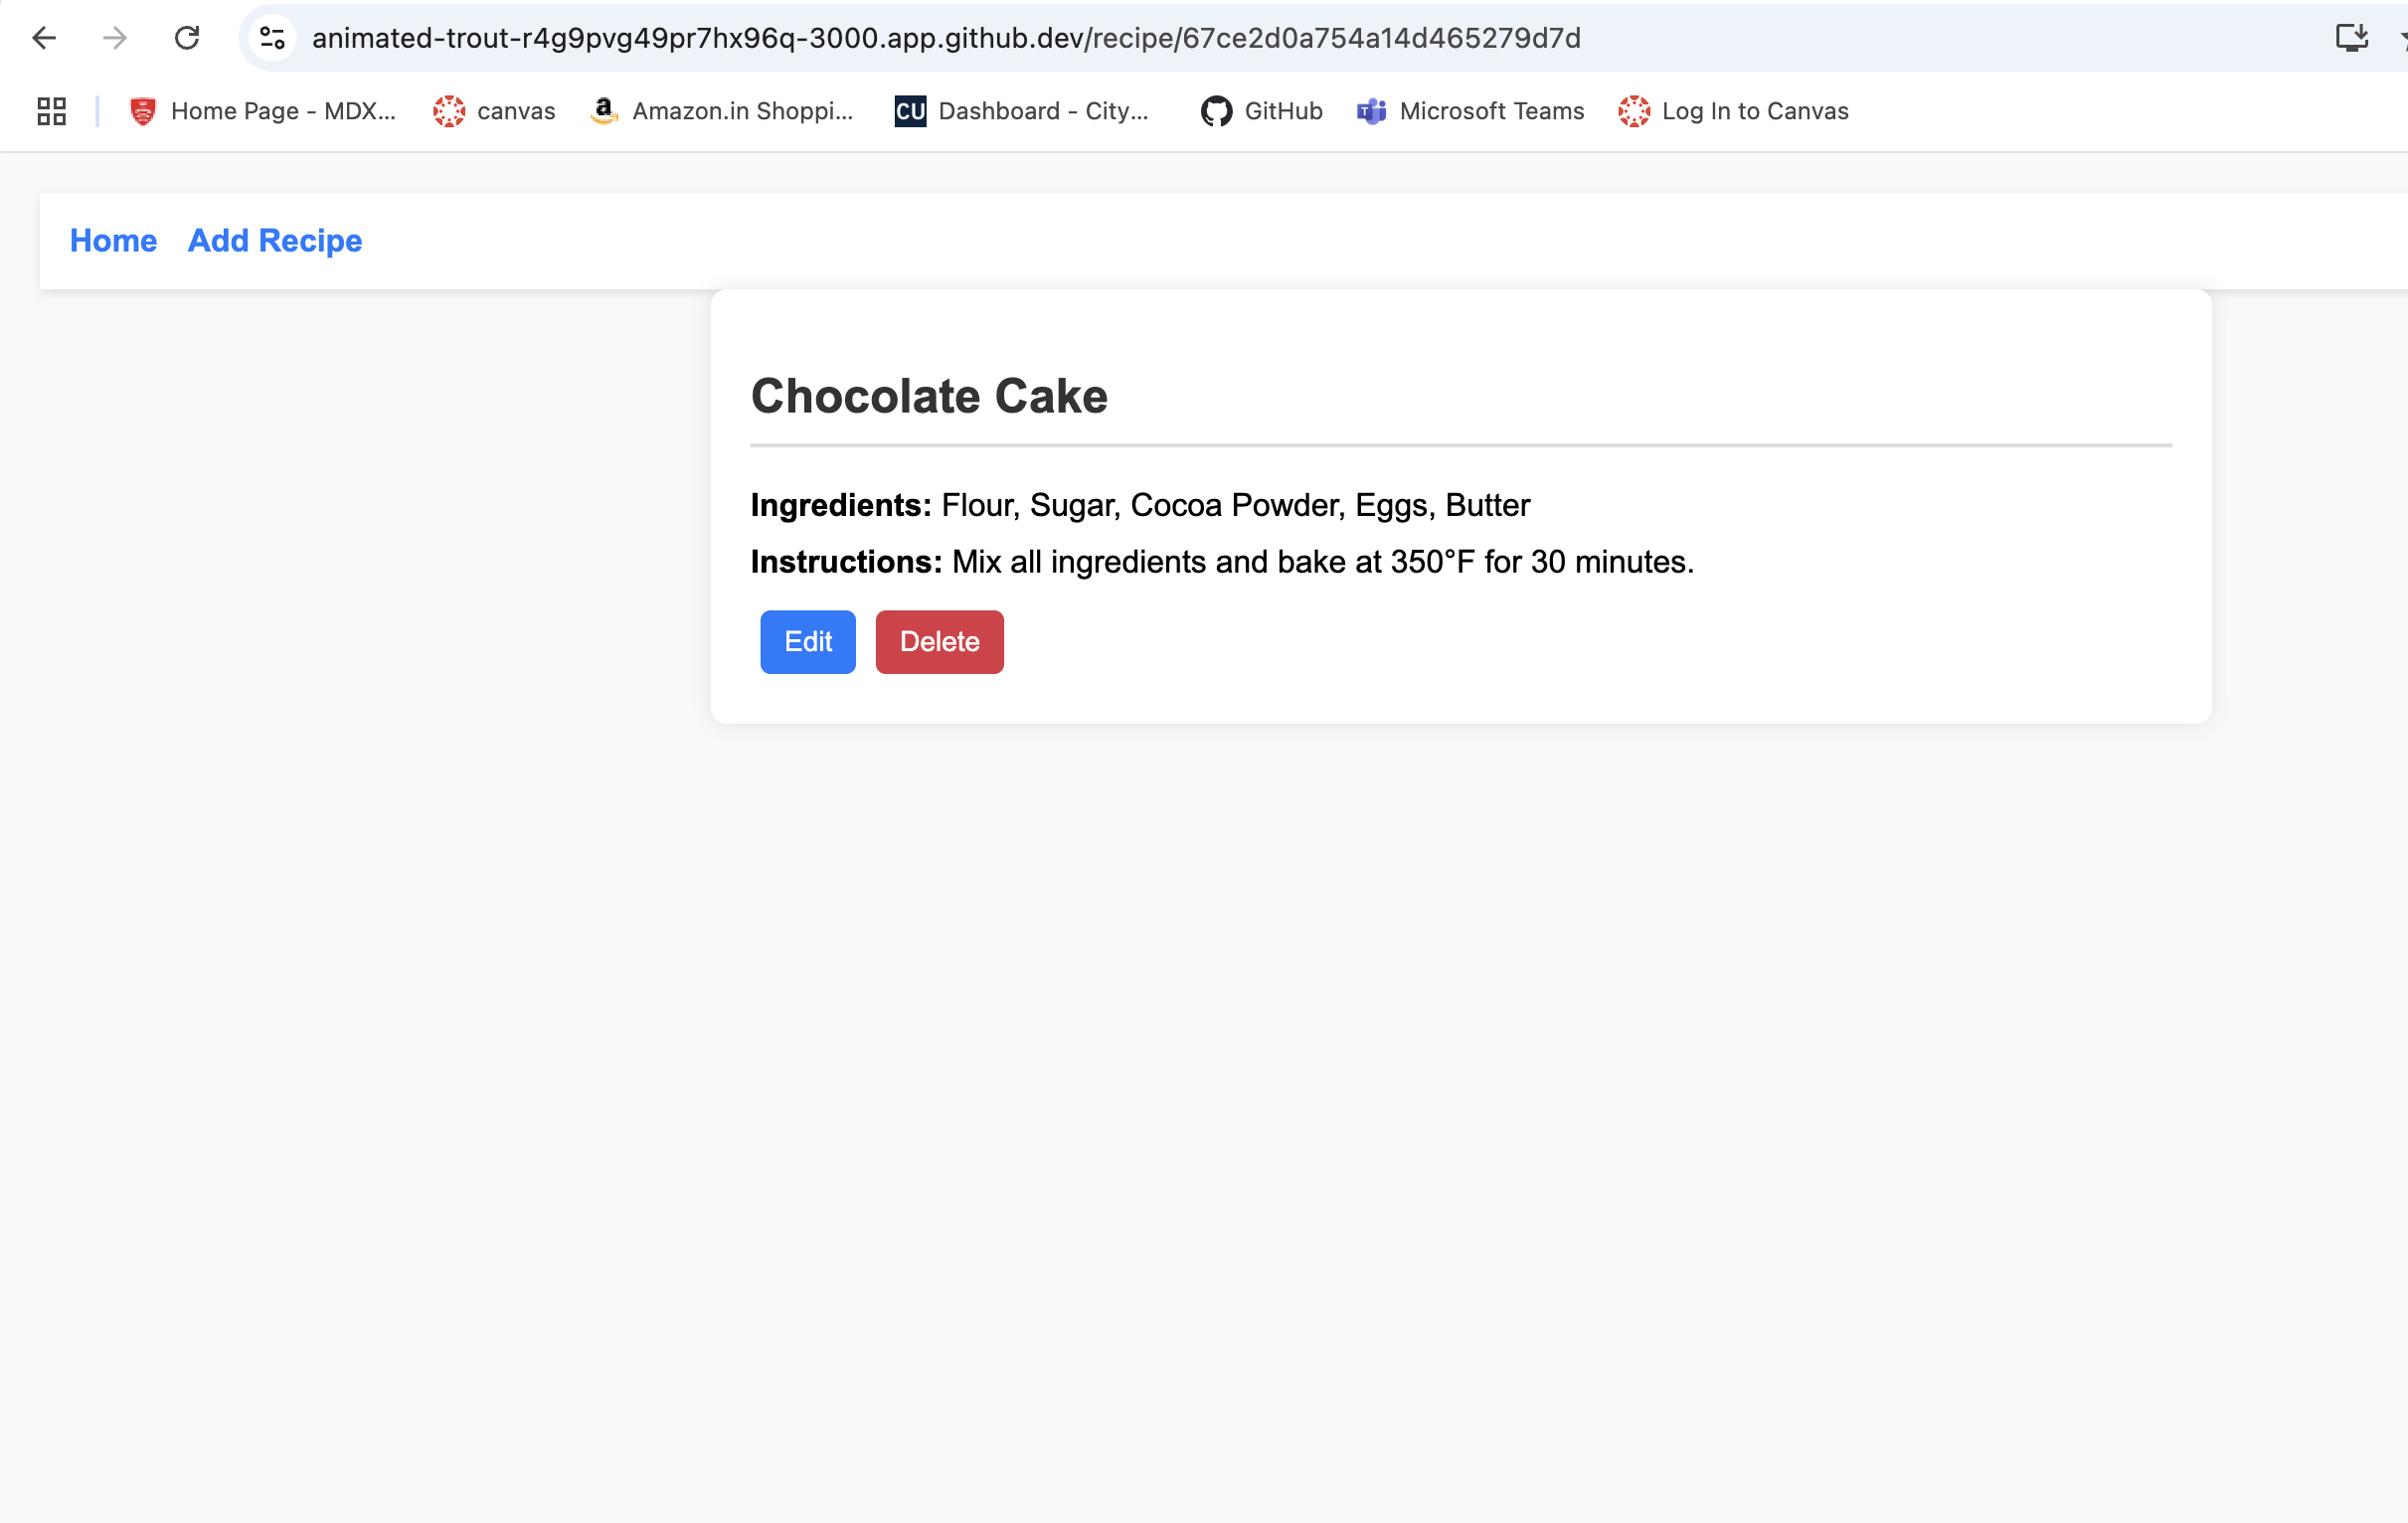 animated-trout-r4g9pvg49pr7hx96q-3000.app.github.dev/recipe/67ce2d0a754a14d465279d7d
Home Page - MDX... canvas Amazon.in Shoppi... CU Dashboard - City... GitHub Microsoft Teams Log In to Canvas
Home Add Recipe
Chocolate Cake
Ingredients: Flour, Sugar, Cocoa Powder, Eggs, Butter
Instructions: Mix all ingredients and bake at 350°F for 30 minutes.
Edit Delete